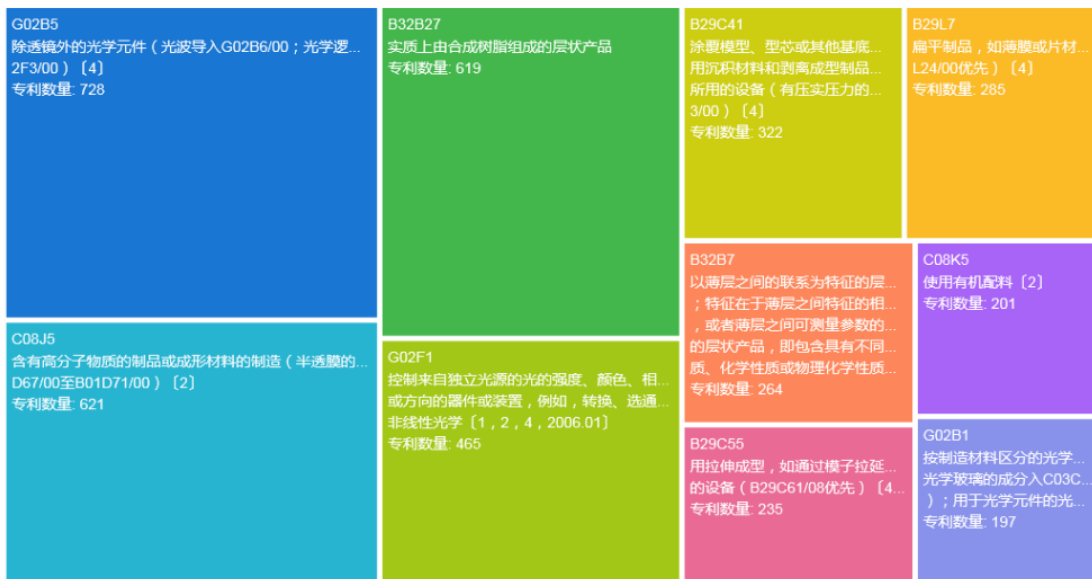 G02B5
除透镜外的光学元件（光波导入G02B6/00；光学逻...
2F3/00）〔4〕
专利数量: 728
B32B27
实质上由合成树脂组成的层状产品
专利数量: 619
B29C41
涂覆模型、型芯或其他基底...
用沉积材料和剥离成型制品...
所用的设备（有压实压力的...
3/00）〔4〕
专利数量: 322
B29L7
扁平制品，如薄膜或片材...
L24/00优先）〔4〕
专利数量: 285
C08J5
含有高分子物质的制品或成形材料的制造（半透膜的...
D67/00至B01D71/00）〔2〕
专利数量: 621
G02F1
控制来自独立光源的光的强度、颜色、相...
或方向的器件或装置，例如，转换、选通...
非线性光学〔1，2，4，2006.01〕
专利数量: 465
B32B7
以薄层之间的联系为特征的层...
；特征在于薄层之间特征的相...
，或者薄层之间可测量参数的...
的层状产品，即包含具有不同...
质、化学性质或物理化学性质...
专利数量: 264
C08K5
使用有机配料〔2〕
专利数量: 201
B29C55
用拉伸成型，如通过模子拉延...
的设备（B29C61/08优先）〔4...
专利数量: 235
G02B1
按制造材料区分的光学...
光学玻璃的成分入C03C...
）；用于光学元件的光...
专利数量: 197